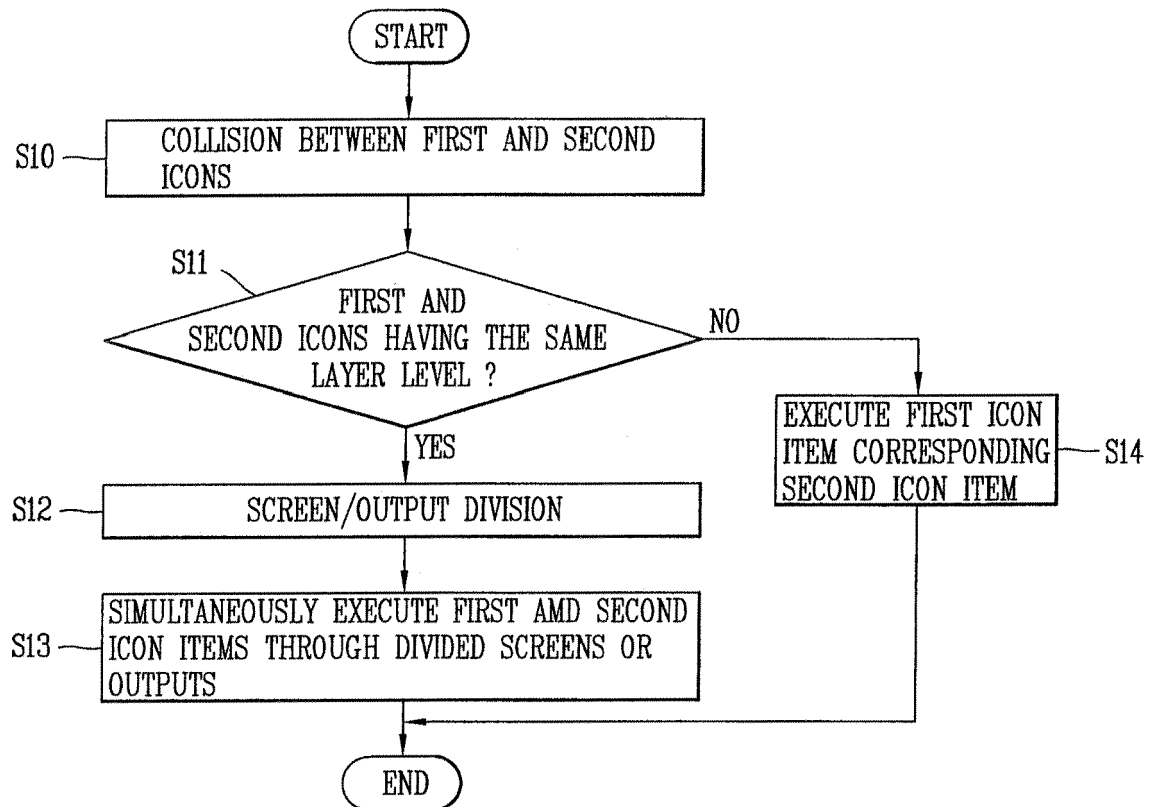 START
S10
COLLISION BETWEEN FIRST AND SECOND
ICONS
S11
FIRST AND
SECOND ICONS HAVING THE SAME
LAYER LEVEL ?
NO
YES
EXECUTE FIRST ICON
ITEM CORRESPONDING
SECOND ICON ITEM
S14
S12
SCREEN/OUTPUT DIVISION
S13
SIMULTANEOUSLY EXECUTE FIRST AMD SECOND
ICON ITEMS THROUGH DIVIDED SCREENS OR
OUTPUTS
END